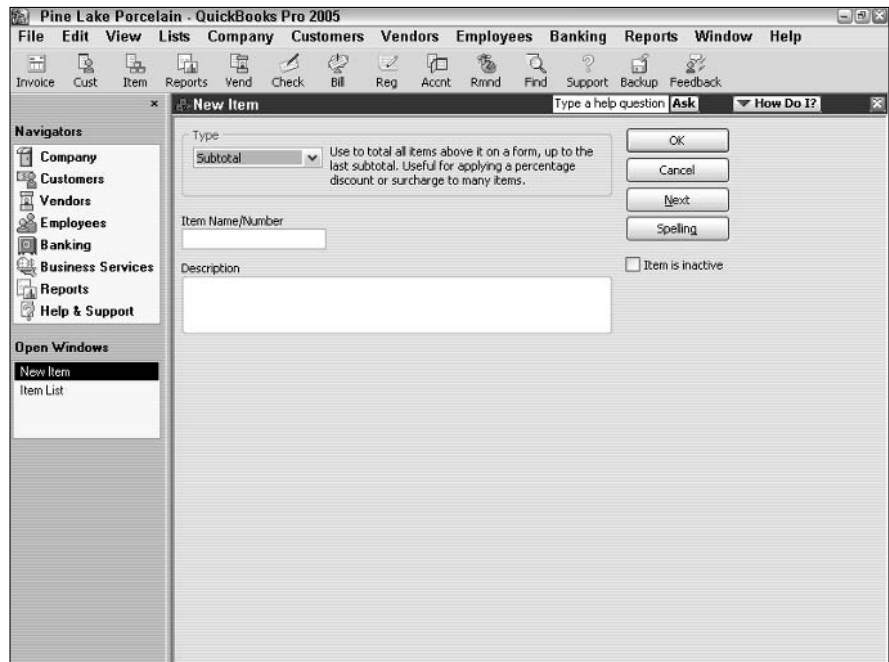 Pine Lake Porcelain - QuickBooks Pro 2005
File Edit View Lists Company Customers Vendors Employees Banking Reports Window Help
Invoice Cust Item Reports Vend Check Bill Reg Accnt Rmnd Find Support Backup Feedback
New Item
Type a help question Ask
How Do I?
Navigators
Company
Customers
Vendors
Employees
Banking
Business Services
Reports
Help & Support
Open Windows
New Item
Item List
Type
Subtotal
Use to total all items above it on a form, up to the
last subtotal. Useful for applying a percentage
discount or surcharge to many items.
Item Name/Number
Description
OK
Cancel
Next
Spelling
Item is inactive